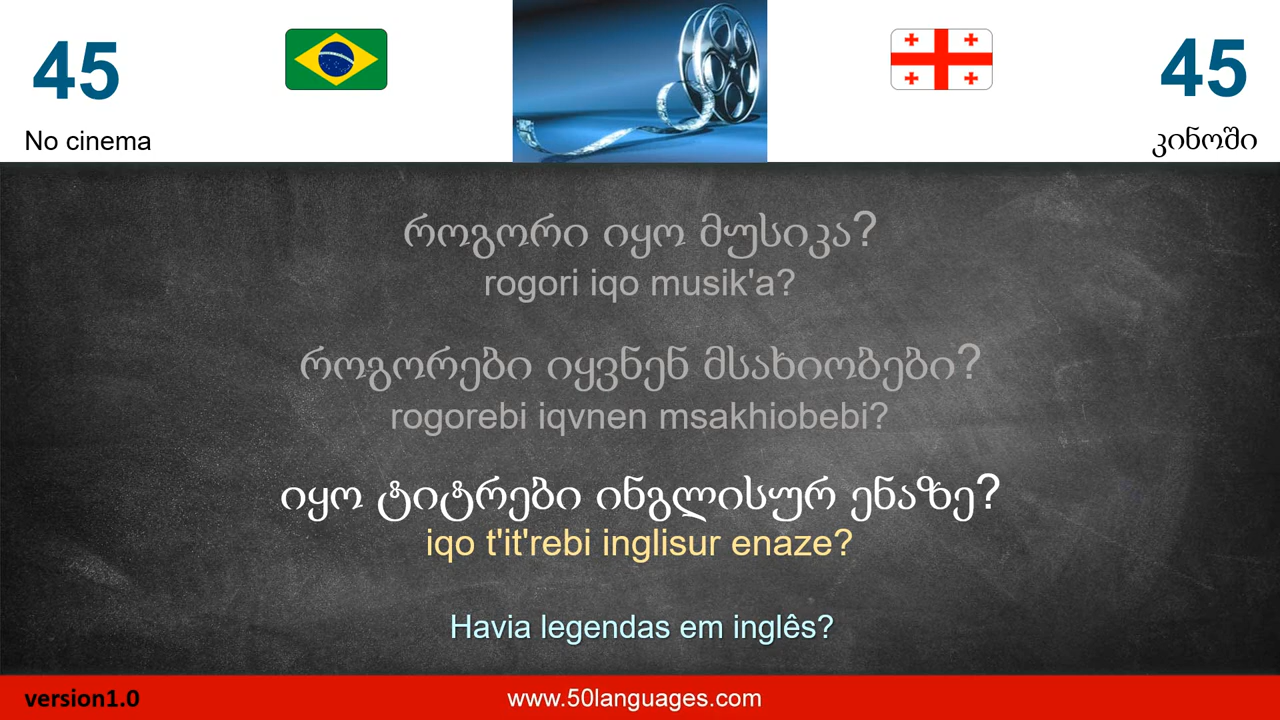 45
No cinema
45
კინოში
როგორი იყო მუსიკა?
rogori iqo musik'a?
როგორები იყვნენ მსახიობები?
rogorebi iqvnen msakhiobebi?
იყო ტიტრები ინგლისურ ენაზე?
iqo t'it'rebi inglisur enaze?
Havia legendas em inglês?
version1.0
www.50languages.com